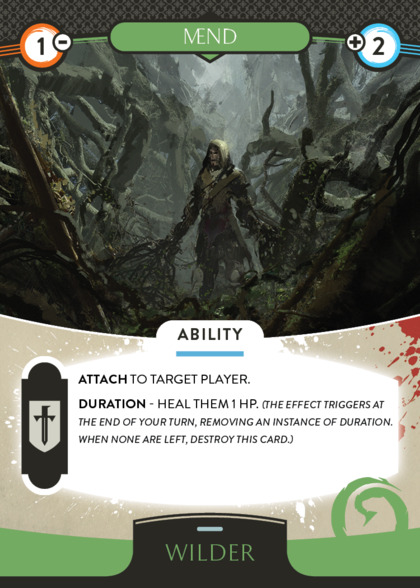 1 -
MEND
+ 2
ABILITY
ATTACH TO TARGET PLAYER.
DURATION - HEAL THEM 1 HP. (THE EFFECT TRIGGERS AT
THE END OF YOUR TURN, REMOVING AN INSTANCE OF DURATION.
WHEN NONE ARE LEFT, DESTROY THIS CARD.)
WILDER